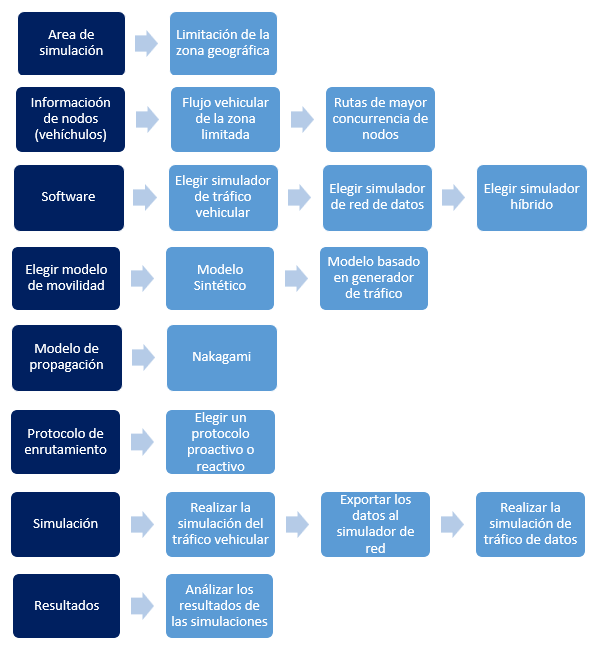 Area de
simulación
Limitación de la
zona geográfica
Informacioón
de nodos
(vehíchulos)
Flujo vehicular
de la zona
limitada
Rutas de mayor
concurrencia de
nodos
Software
Elegir simulador
de tráfico
vehicular
Elegir simulador
de red de datos
Elegir simulador
híbrido
Elegir modelo
de movilidad
Modelo
Sintético
Modelo basado
en generador
de tráfico
Modelo de
propagación
Nakagami
Protocolo de
enrutamiento
Elegir un
protocolo
proactivo o
reactivo
Simulación
Realizar la
simulación del
tráfico vehicular
Exportar los
datos al
simulador de
red
Realizar la
simulación de
tráfico de datos
Resultados
Análizar los
resultados de
las simulaciones